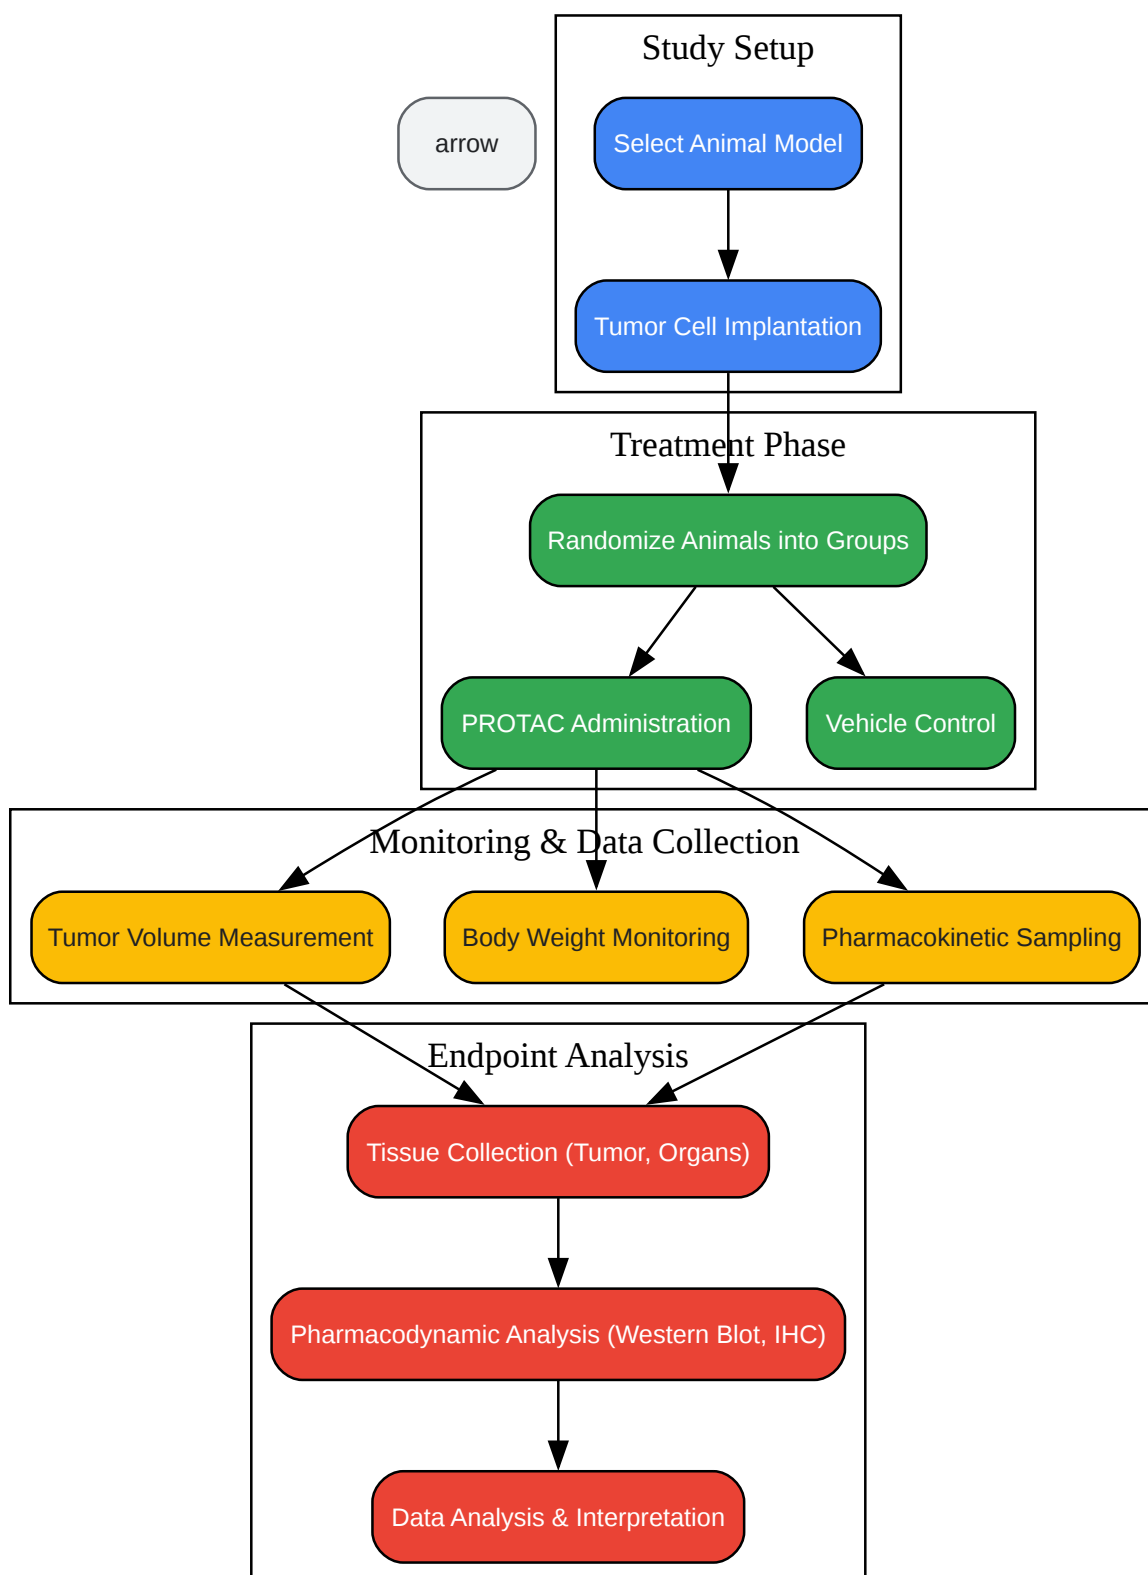 Study Setup
arrow
Select Animal Model
Tumor Cell Implantation
Treatment Phase
Randomize Animals into Groups
PROTAC Administration
Vehicle Control
Monitoring & Data Collection
Tumor Volume Measurement
Body Weight Monitoring
Pharmacokinetic Sampling
Endpoint Analysis
Tissue Collection (Tumor, Organs)
Pharmacodynamic Analysis (Western Blot, IHC)
Data Analysis & Interpretation